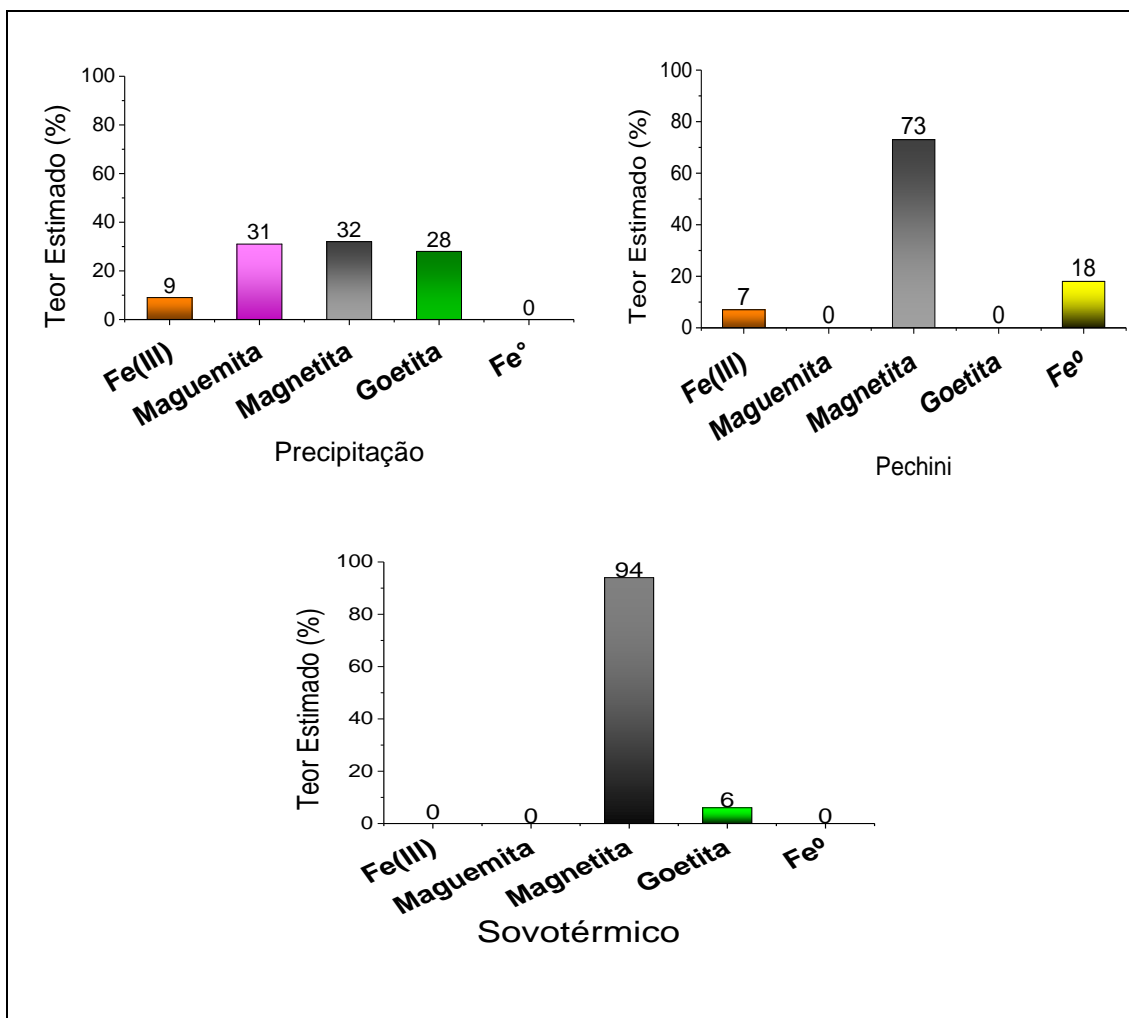 Teor Estimado (%)
100
80
60
40
20
0
9
31
32
28
0
Fe(III)
Maguemita
Magnetita
Goetita
Fe°
Precipitação
Teor Estimado (%)
100
80
60
40
20
0
7
0
73
0
18
Fe(III)
Maguemita
Magnetita
Goetita
Feº
Pechini
Teor Estimado (%)
100
80
60
40
20
0
0
0
94
6
0
Fe(III)
Maguemita
Magnetita
Goetita
Feº
Sovotérmico